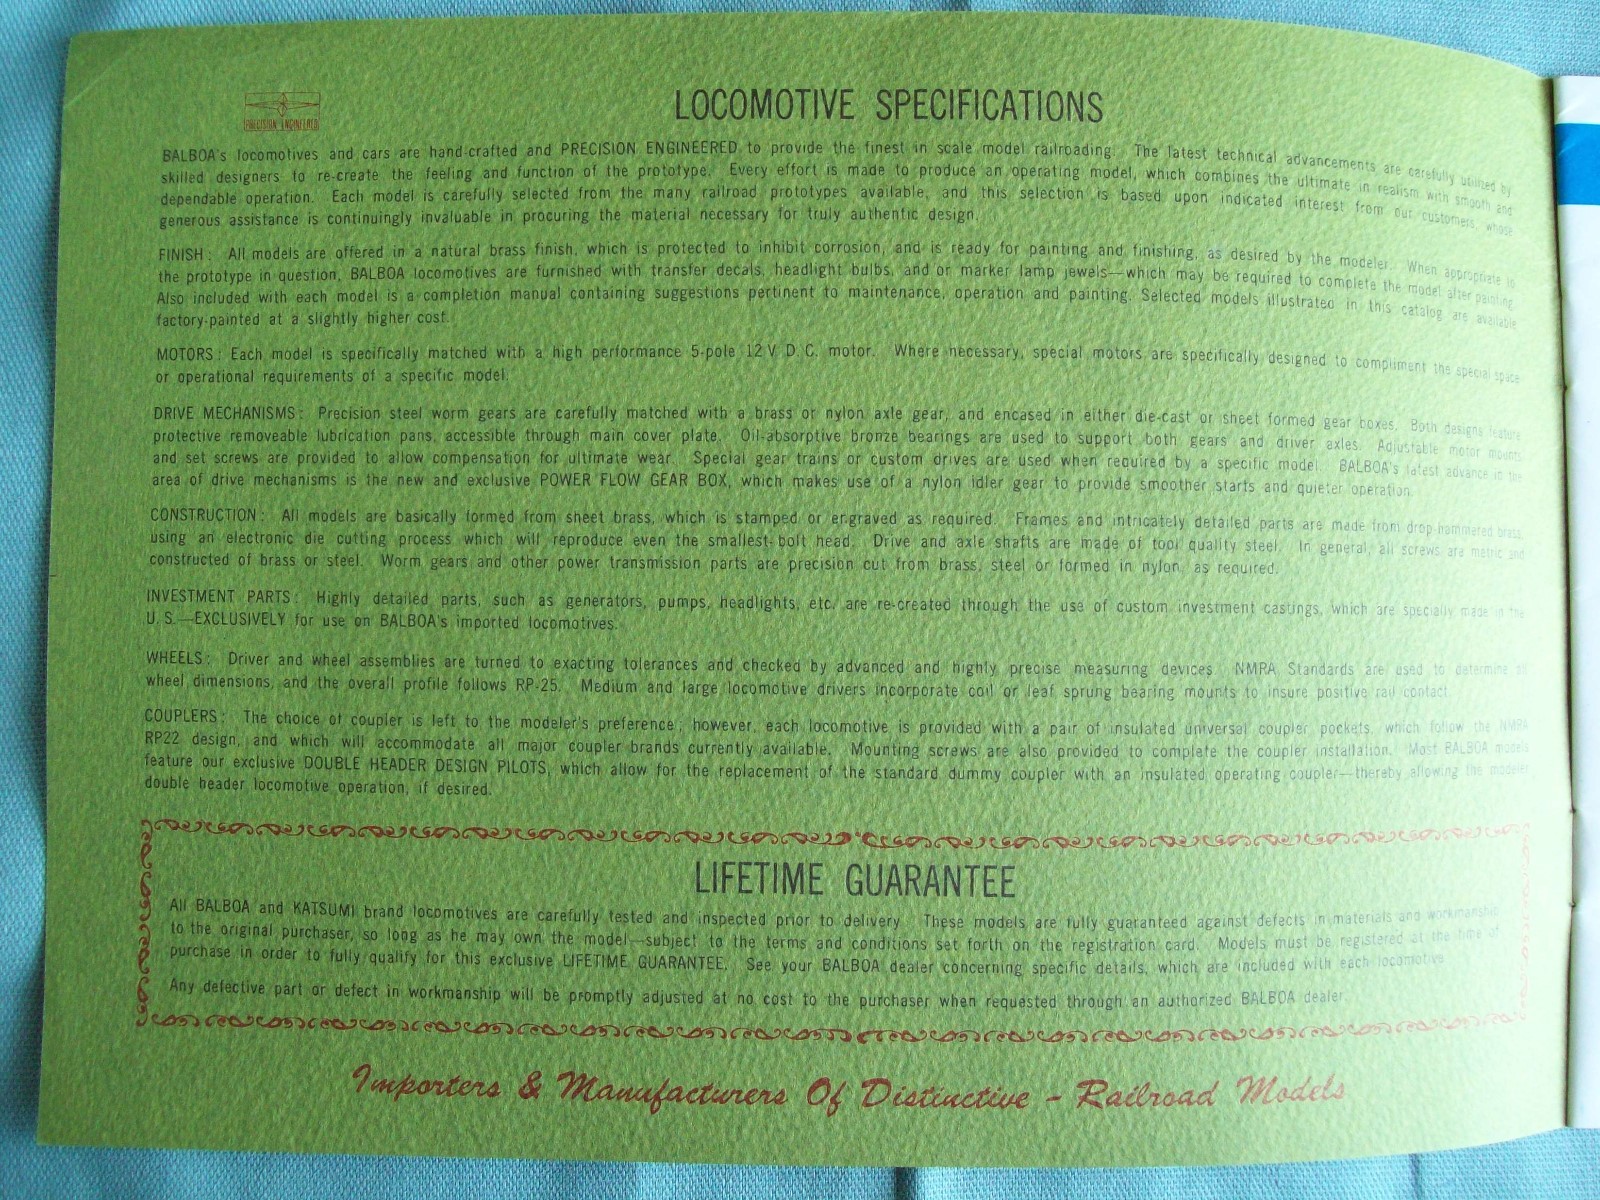 PRECISION ENGINEERED
LOCOMOTIVE SPECIFICATIONS
BALBOA's locomotives and cars are hand-crafted and PRECISION ENGINEERED to provide the finest in scale model railroading. The latest technical advancements are carefully utilized by
skilled designers to re-create the feeling and function of the prototype. Every effort is made to produce an operating model, which combines the ultimate in realism with smooth and
dependable operation. Each model is carefully selected from the many railroad prototypes available, and this selection is based upon indicated interest from our customers, whose
generous assistance is continuingly invaluable in procuring the material necessary for truly authentic design.
FINISH: All models are offered in a natural brass finish, which is protected to inhibit corrosion, and is ready for painting and finishing, as desired by the modeler. When appropriate to
the prototype in question, BALBOA locomotives are furnished with transfer decals, headlight bulbs, and or marker lamp jewels—which may be required to complete the model after painting.
Also included with each model is a completion manual containing suggestions pertinent to maintenance, operation and painting. Selected models illustrated in this catalog are available
factory-painted at a slightly higher cost.
MOTORS: Each model is specifically matched with a high performance 5-pole 12 V D. C. motor. Where necessary, special motors are specifically designed to compliment the special space
or operational requirements of a specific model.
DRIVE MECHANISMS: Precision steel worm gears are carefully matched with a brass or nylon axle gear, and encased in either die-cast or sheet formed gear boxes. Both designs feature
protective removeable lubrication pans, accessible through main cover plate. Oil-absorptive bronze bearings are used to support both gears and driver axles. Adjustable motor mounts
and set screws are provided to allow compensation for ultimate wear. Special gear trains or custom drives are used when required by a specific model. BALBOA's latest advance in the
area of drive mechanisms is the new and exclusive POWER FLOW GEAR BOX, which makes use of a nylon idler gear to provide smoother starts and quieter operation.
CONSTRUCTION: All models are basically formed from sheet brass, which is stamped or engraved as required. Frames and intricately detailed parts are made from drop-hammered brass,
using an electronic die cutting process which will reproduce even the smallest bolt head. Drive and axle shafts are made of tool quality steel. In general, all screws are metric and
constructed of brass or steel. Worm gears and other power transmission parts are precision cut from brass, steel or formed in nylon, as required.
INVESTMENT PARTS: Highly detailed parts, such as generators, pumps, headlights, etc. are re-created through the use of custom investment castings, which are specially made in the
U. S.—EXCLUSIVELY for use on BALBOA's imported locomotives.
WHEELS: Driver and wheel assemblies are turned to exacting tolerances and checked by advanced and highly precise measuring devices. NMRA Standards are used to determine all
wheel dimensions, and the overall profile follows RP-25. Medium and large locomotive drivers incorporate coil or leaf sprung bearing mounts to insure positive rail contact.
COUPLERS: The choice of coupler is left to the modeler's preference; however, each locomotive is provided with a pair of insulated universal coupler pockets, which follow the NMRA
RP22 design, and which will accommodate all major coupler brands currently available. Mounting screws are also provided to complete the coupler installation. Most BALBOA models
feature our exclusive DOUBLE HEADER DESIGN PILOTS, which allow for the replacement of the standard dummy coupler with an insulated operating coupler—thereby allowing the modeler
double header locomotive operation, if desired.
LIFETIME GUARANTEE
All BALBOA and KATSUMI brand locomotives are carefully tested and inspected prior to delivery. These models are fully guaranteed against defects in materials and workmanship
to the original purchaser, so long as he may own the model—subject to the terms and conditions set forth on the registration card. Models must be registered at the time of
purchase in order to fully qualify for this exclusive LIFETIME GUARANTEE. See your BALBOA dealer concerning specific details, which are included with each locomotive.
Any defective part or defect in workmanship will be promptly adjusted at no cost to the purchaser when requested through an authorized BALBOA dealer.
Importers & Manufacturers Of Distinctive - Railroad Models